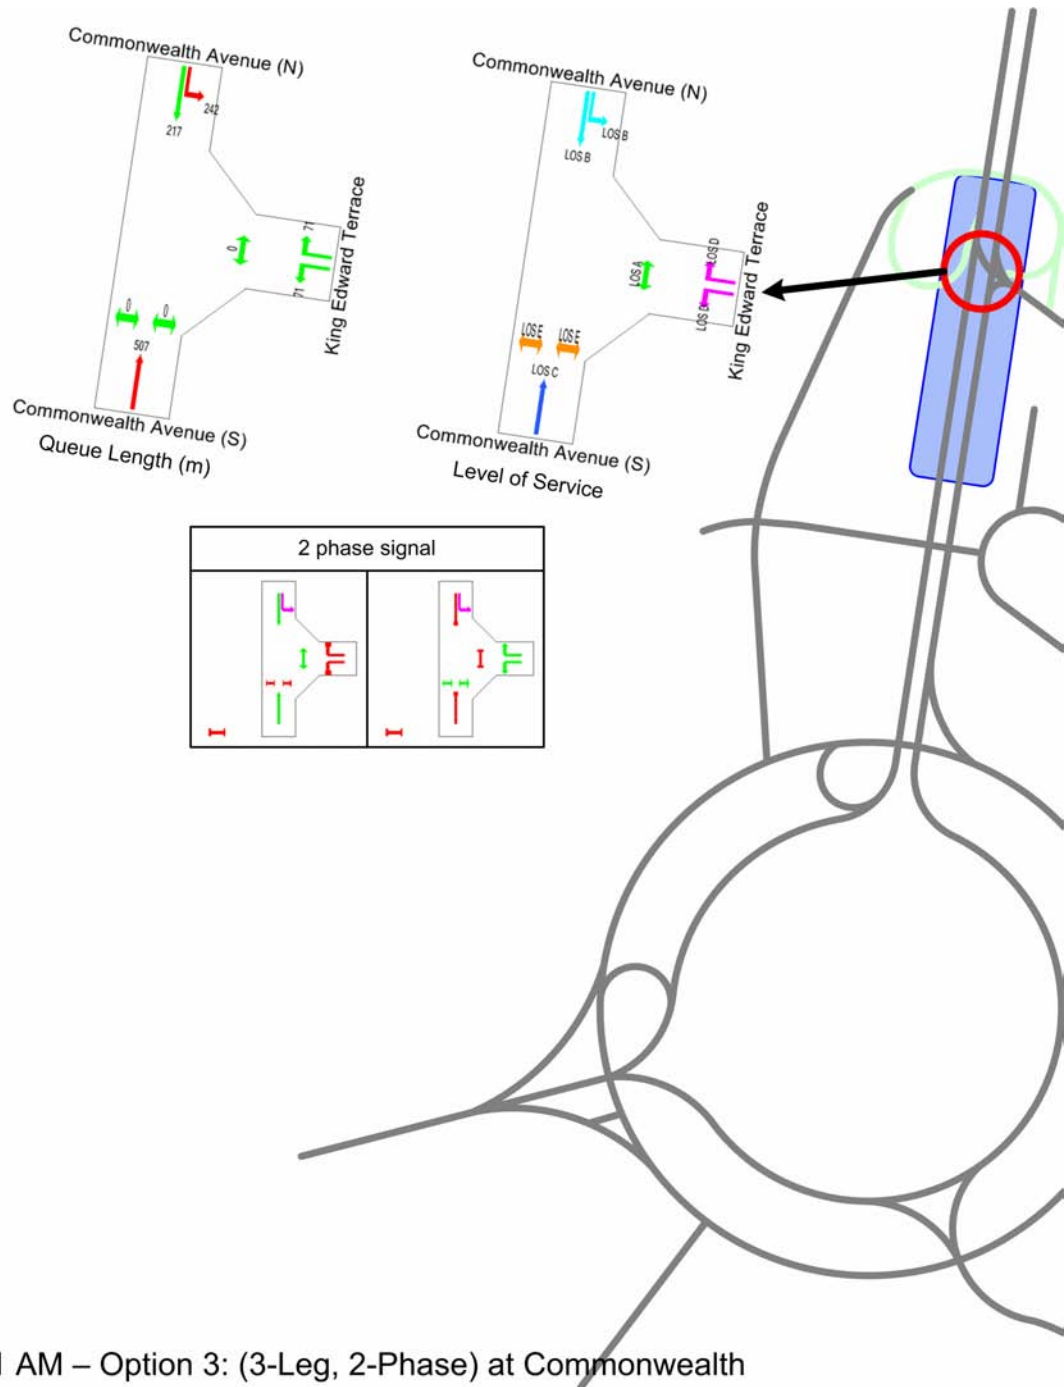 Commonwealth Avenue (N)
242
217
0
71
71
King Edward Terrace
0
0
507
Commonwealth Avenue (S)
Queue Length (m)
Commonwealth Avenue (N)
LOS B
LOS B
LOS A
LOS D
LOS D
King Edward Terrace
LOS E
LOS E
LOS C
Commonwealth Avenue (S)
Level of Service
2 phase signal
AM – Option 3: (3-Leg, 2-Phase) at Commonwealth